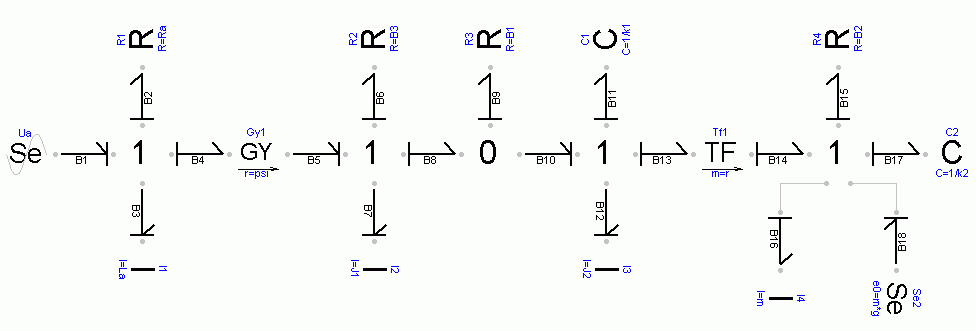 R1 R R=Ra
R2 R R=B3
R3 R R=B1
C1 C C=1/k1
R4 R R=B2
B2
B6
B9
B11
B15
Ua
Gy1
Tf1
C2
Se B1 1 B4 GY B5 1 B8 0 B10 1 B13 TF B14 1 B17 C
r=psi
m=r
C=1/k2
B3
B7
B12
B16
B18
I=La I I1
I=J1 I I2
I=J2 I I3
I=m I I4
e0=m*g Se Se2